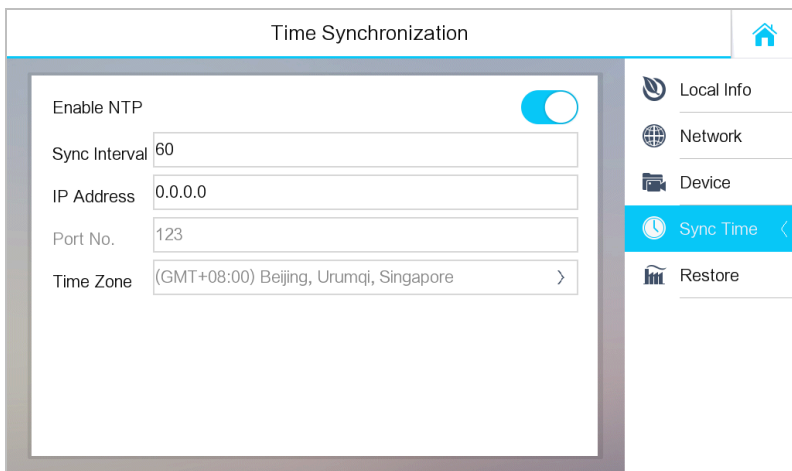 Time Synchronization
Enable NTP
Sync Interval 60
IP Address 0.0.0.0
Port No. 123
Time Zone (GMT+08:00) Beijing, Urumqi, Singapore
Local Info
Network
Device
Sync Time
Restore